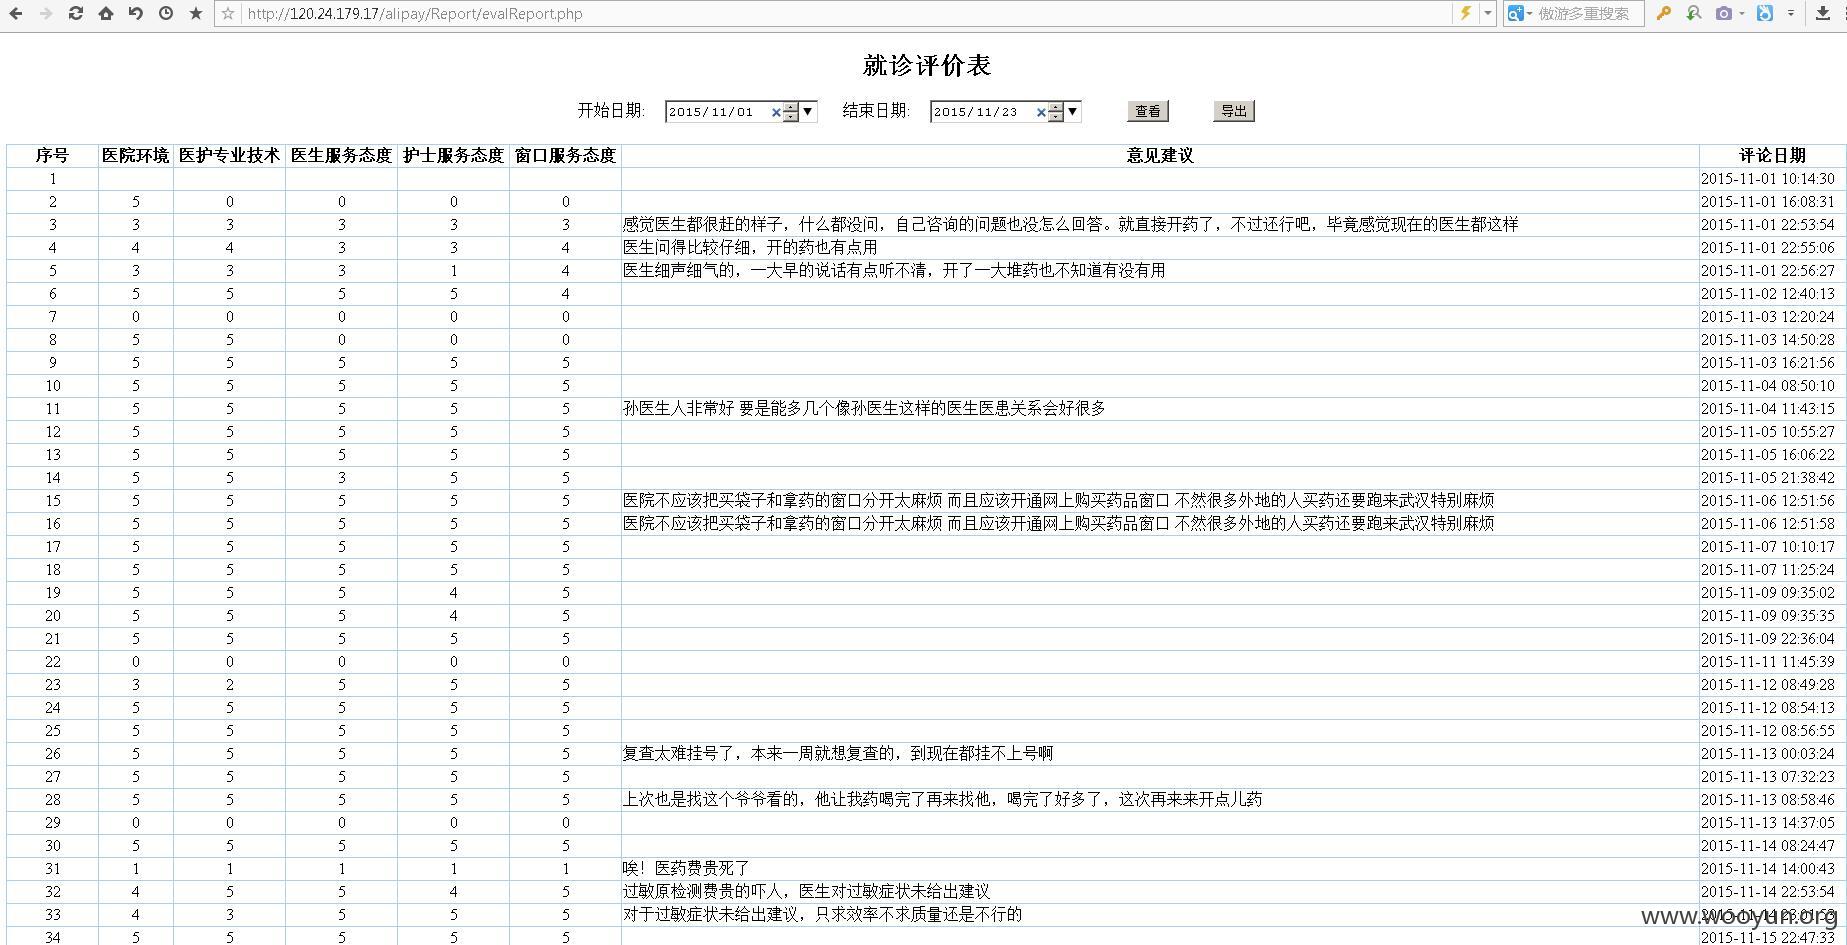 http://120.24.179.17/alipay/Report/evalReport.php 傲游多重搜索
就诊评价表
开始日期: 2015/11/01 结束日期: 2015/11/23 查看 导出
序号 医院环境 医护专业技术 医生服务态度 护士服务态度 窗口服务态度 意见建议 评论日期
1 2015-11-01 10:14:30
2 5 0 0 0 0 2015-11-01 16:08:31
3 3 3 3 3 3 感觉医生都很赶的样子，什么都没问，自己咨询的问题也没怎么回答。就直接开药了，不过还行吧，毕竟感觉现在的医生都这样 2015-11-01 22:53:54
4 4 4 3 3 4 医生问得比较仔细，开的药也有点用 2015-11-01 22:55:06
5 3 3 3 1 4 医生细声细气的，一大早的说话有点听不清，开了一大堆药也不知道有没有用 2015-11-01 22:56:27
6 5 5 5 5 4 2015-11-02 12:40:13
7 0 0 0 0 0 2015-11-03 12:20:24
8 5 5 0 0 0 2015-11-03 14:50:28
9 5 5 5 5 5 2015-11-03 16:21:56
10 5 5 5 5 5 2015-11-04 08:50:10
11 5 5 5 5 5 孙医生人非常好 要是能多几个像孙医生这样的医生医患关系会好很多 2015-11-04 11:43:15
12 5 5 5 5 5 2015-11-05 10:55:27
13 5 5 5 5 5 2015-11-05 16:06:22
14 5 5 3 5 5 2015-11-05 21:38:42
15 5 5 5 5 5 医院不应该把买袋子和拿药的窗口分开太麻烦 而且应该开通网上购买药品窗口 不然很多外地的人买药还要跑来武汉特别麻烦 2015-11-06 12:51:56
16 5 5 5 5 5 医院不应该把买袋子和拿药的窗口分开太麻烦 而且应该开通网上购买药品窗口 不然很多外地的人买药还要跑来武汉特别麻烦 2015-11-06 12:51:58
17 5 5 5 5 5 2015-11-07 10:10:17
18 5 5 5 5 5 2015-11-07 11:25:24
19 5 5 5 4 5 2015-11-09 09:35:02
20 5 5 5 4 5 2015-11-09 09:35:35
21 5 5 5 5 5 2015-11-09 22:36:04
22 0 0 0 0 0 2015-11-11 11:45:39
23 3 2 5 5 5 2015-11-12 08:49:28
24 5 5 5 5 5 2015-11-12 08:54:13
25 5 5 5 5 5 2015-11-12 08:56:55
26 5 5 5 5 5 复查太难挂号了，本来一周就想复查的，到现在都挂不上号啊 2015-11-13 00:03:24
27 5 5 5 5 5 2015-11-13 07:32:23
28 5 5 5 5 5 上次也是找这个爷爷看的，他让我药喝完了再来找他，喝完了好多了，这次再来来开点儿药 2015-11-13 08:58:46
29 0 0 0 0 0 2015-11-13 14:37:05
30 5 5 5 5 5 2015-11-14 08:24:47
31 1 1 1 1 1 唉！医药费贵死了 2015-11-14 14:00:43
32 4 5 5 4 5 过敏原检测费贵的吓人，医生对过敏症状未给出建议 2015-11-14 22:53:54
33 4 3 5 5 5 对于过敏症状未给出建议，只求效率不求质量还是不行的
www.wooyun.org
34 5 5 5 5 5 2015-11-15 22:47:33